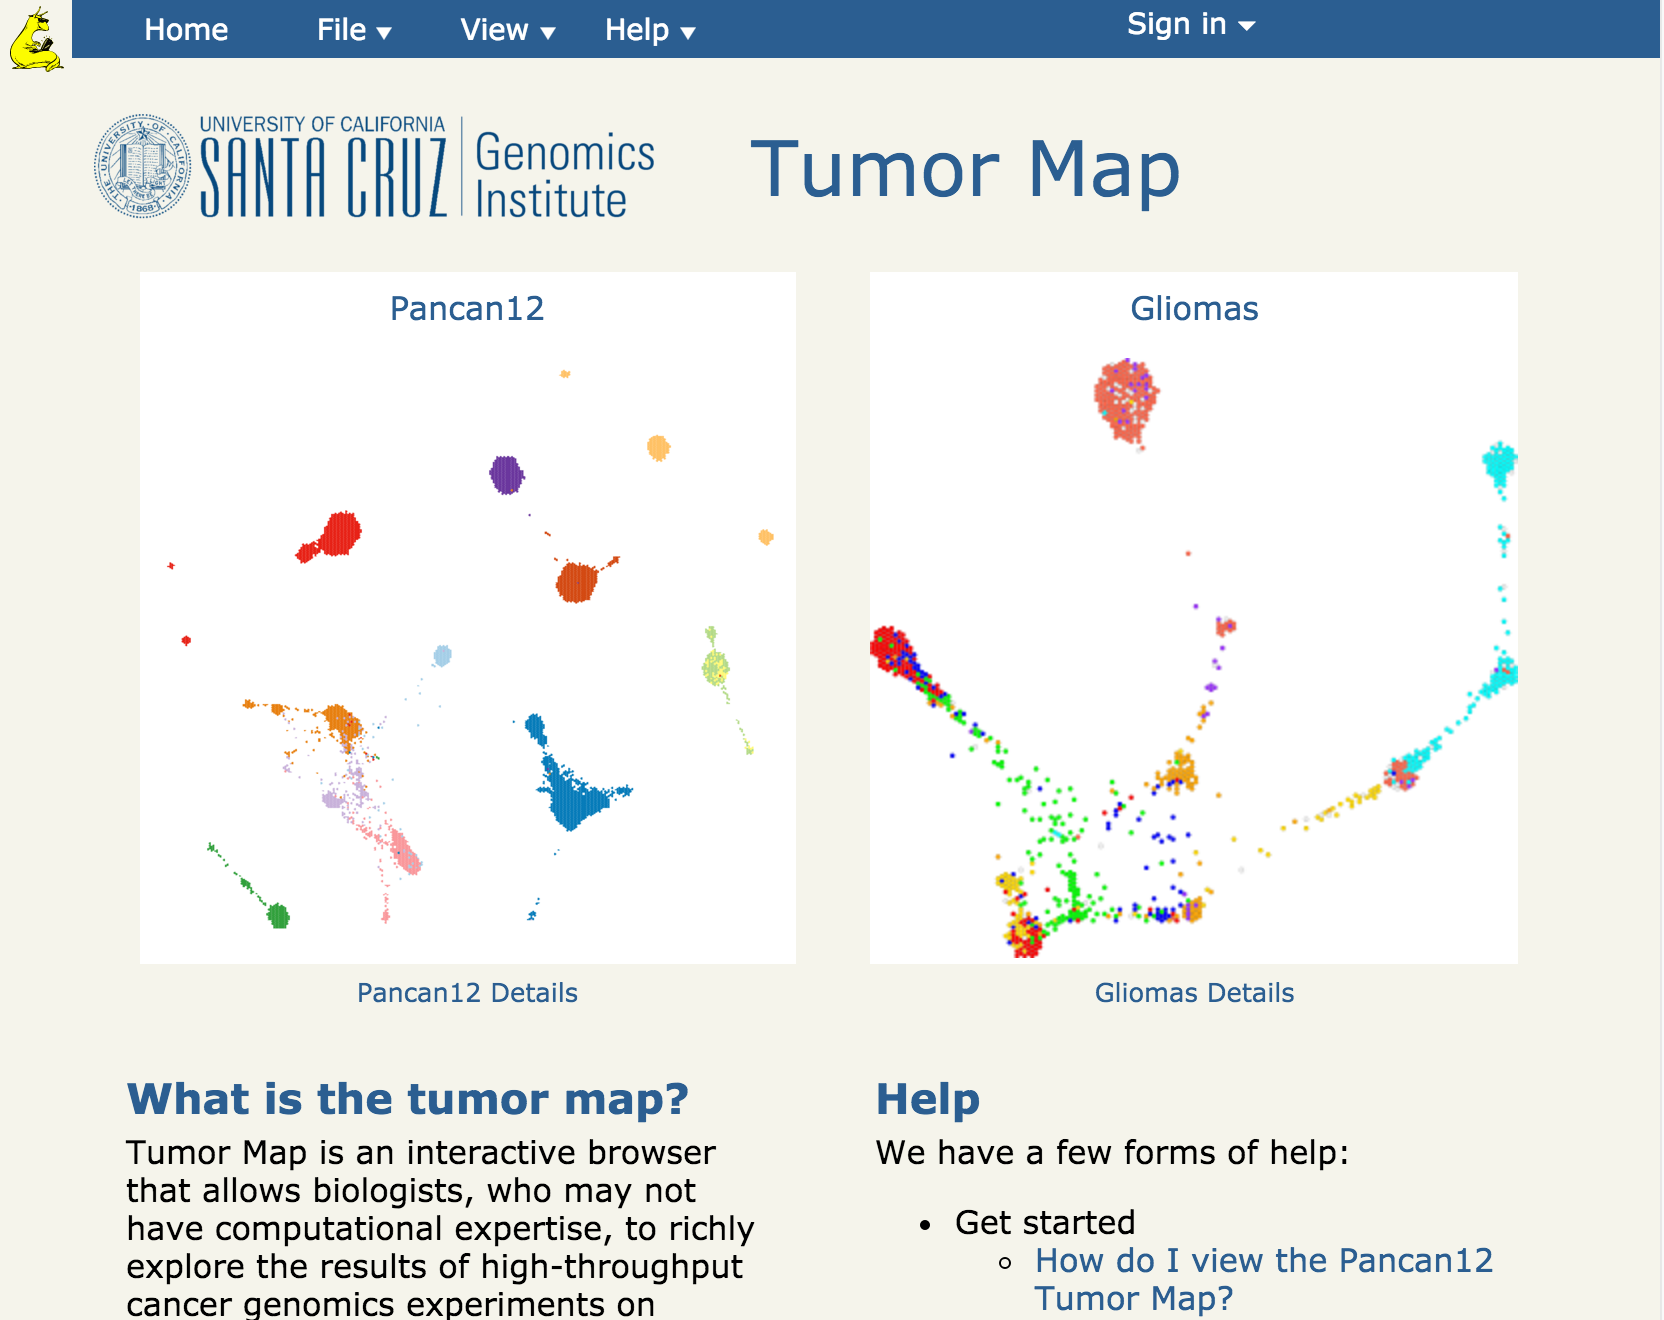 Home File ▼ View ▼ Help ▼ Sign in
UNIVERSITY OF CALIFORNIA
SANTA CRUZ
Genomics
Institute
THE · UNIVERSITY · OF · CALIFORNIA
· 1868 ·
Tumor Map
Pancan12
Gliomas
Pancan12 Details
Gliomas Details
What is the tumor map?
Tumor Map is an interactive browser
that allows biologists, who may not
have computational expertise, to richly
explore the results of high-throughput
cancer genomics experiments on
Help
We have a few forms of help:
• Get started
How do I view the Pancan12
Tumor Map?